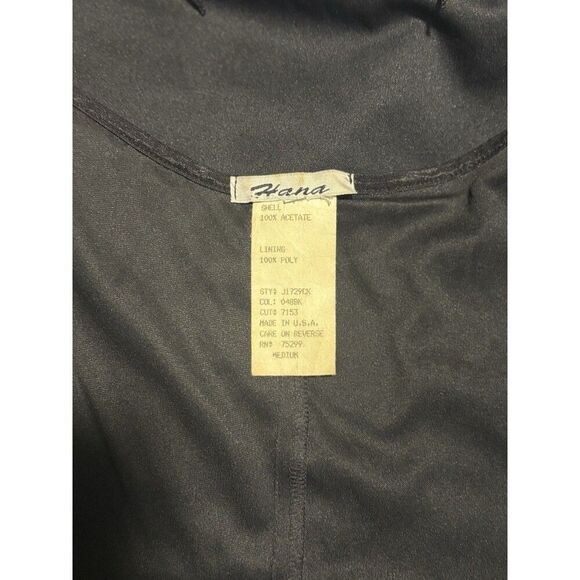 Hana
SHELL
100% ACETATE
LINING
100% POLY
STY# J1729CK
COL: 048BK
CUT# 7153
MADE IN U.S.A.
CARE ON REVERSE
RN# 75299
MEDIUM